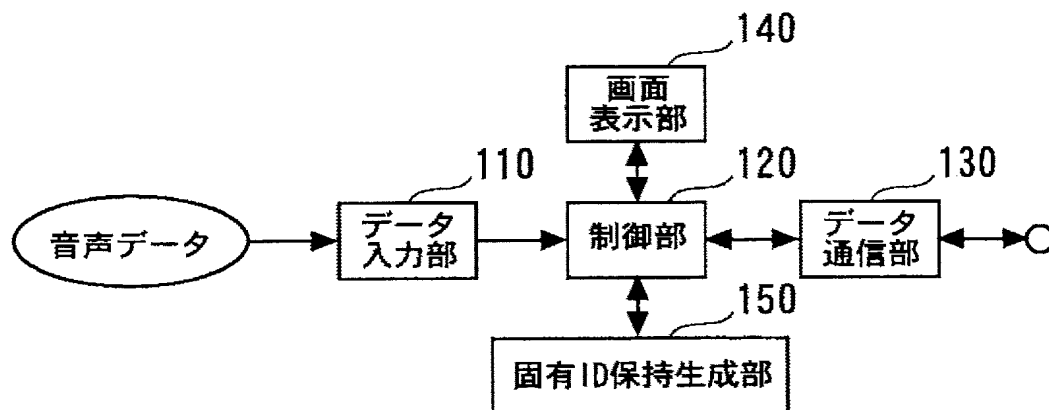 140
画面
表示部
110
120
130
音声データ
データ
入力部
制御部
データ
通信部
150
固有ID保持生成部